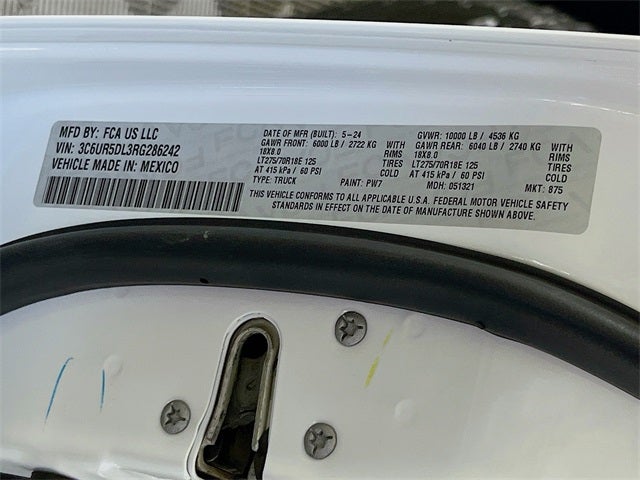 MFD BY: FCA US LLC
VIN: 3C6UR5DL3RG286242
VEHICLE MADE IN: MEXICO
DATE OF MFR (BUILT): 5-24
GAWR FRONT: 6000 LB / 2722 KG WITH
18X8.0 RIMS
LT275/70R18E 125 TIRES
AT 415 kPa / 60 PSI COLD
TYPE: TRUCK PAINT: PW7
GVWR: 10000 LB / 4536 KG
GAWR REAR: 6040 LB / 2740 KG WITH
18X8.0 RIMS
LT275/70R18E 125 TIRES
AT 415 kPa / 60 PSI COLD
MDH: 051321 MKT: 875
THIS VEHICLE CONFORMS TO ALL APPLICABLE U.S.A. FEDERAL MOTOR VEHICLE SAFETY
STANDARDS IN EFFECT ON THE DATE OF MANUFACTURE SHOWN ABOVE.